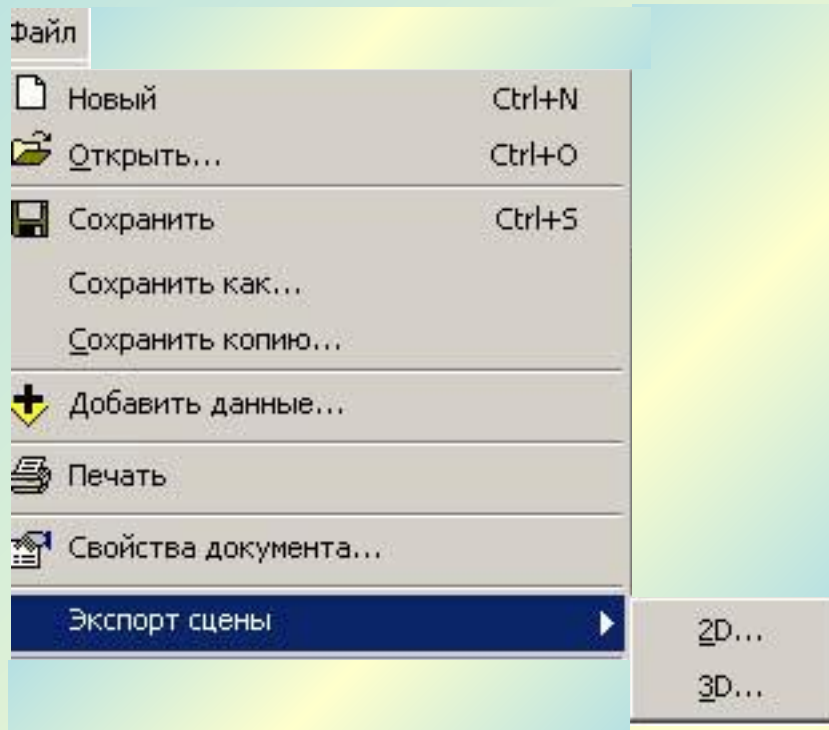 Файл
Новый Ctrl+N
Открыть... Ctrl+O
Сохранить Ctrl+S
Сохранить как...
Сохранить копию...
Добавить данные...
Печать
Свойства документа...
Экспорт сцены
2D...
3D...